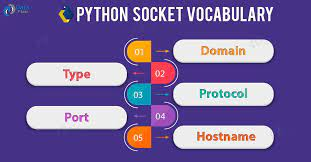 PYTHON SOCKET VOCABULARY
01
Domain
Type
02
03
Protocol
Port
04
05
Hostname